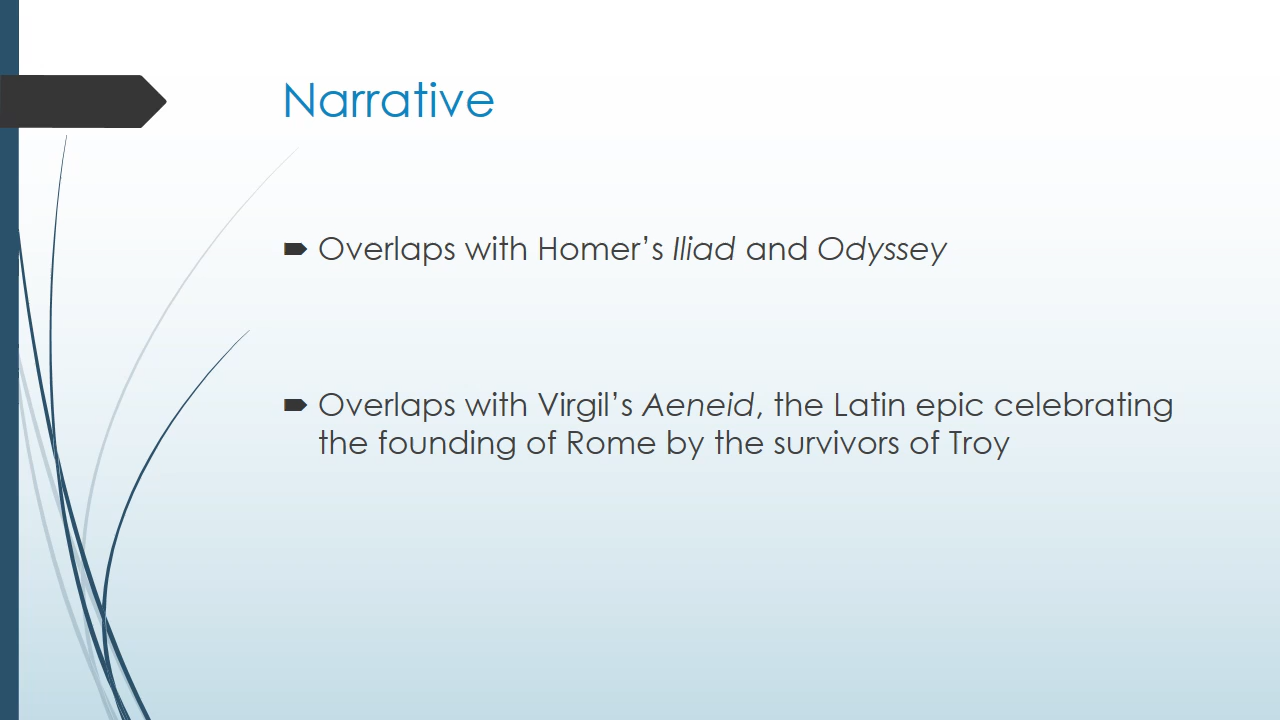 Narrative
Overlaps with Homer’s Iliad and Odyssey
Overlaps with Virgil’s Aeneid, the Latin epic celebrating
the founding of Rome by the survivors of Troy